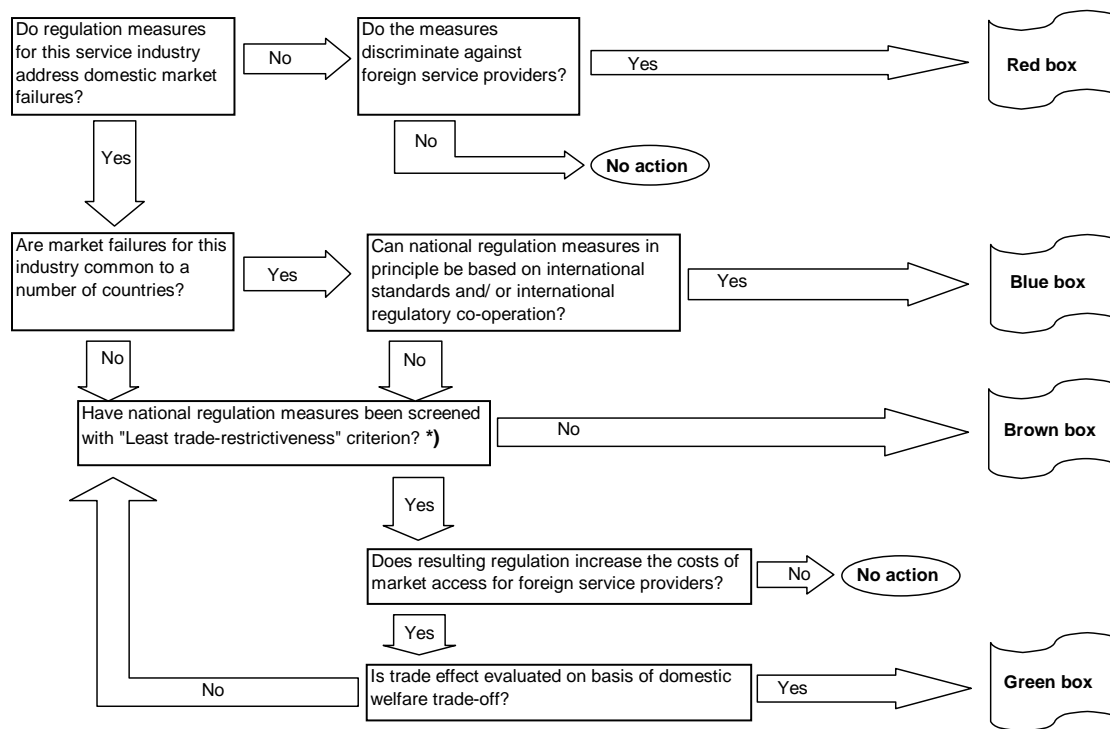 Do regulation measures
for this service industry
address domestic market
failures?
No
Do the measures
discriminate against
foreign service providers?
Yes
Red box
Yes
No
No action
Are market failures for this
industry common to a
number of countries?
Yes
Can national regulation measures in
principle be based on international
standards and/ or international
regulatory co-operation?
Yes
Blue box
No
No
Have national regulation measures been screened
with "Least trade-restrictiveness" criterion? *)
No
Brown box
Yes
Does resulting regulation increase the costs of
market access for foreign service providers?
No
No action
Yes
Is trade effect evaluated on basis of domestic
welfare trade-off?
No
Yes
Green box